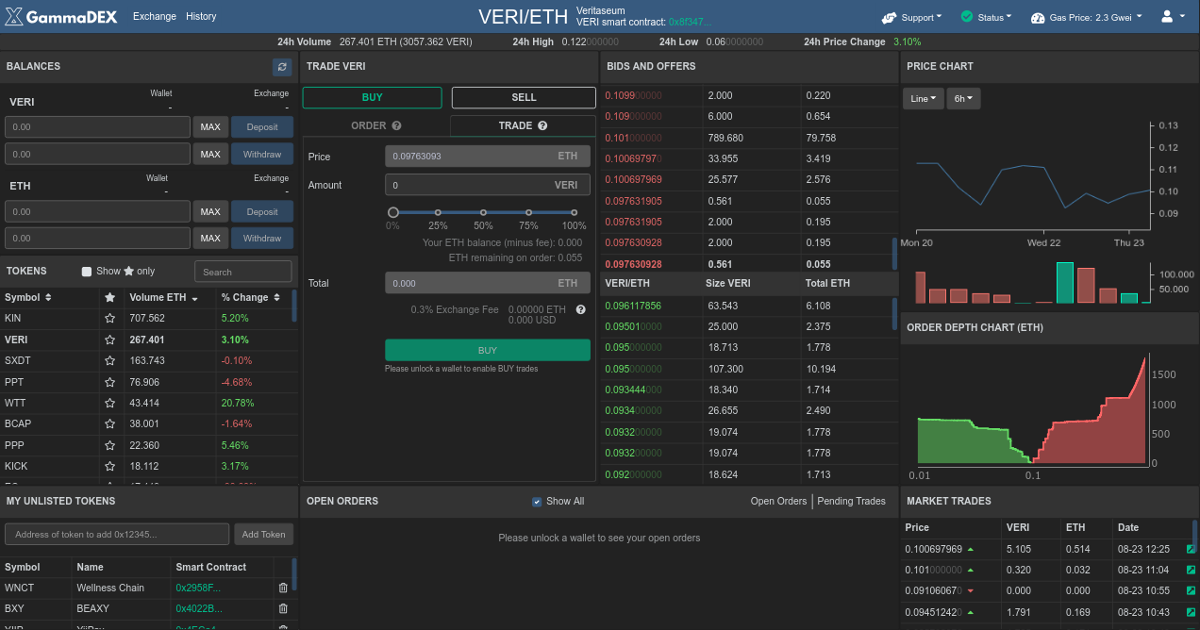 GammaDEX Exchange History
VERI/ETH
Veritaseum
VERI smart contract: 0x8f347...
Support Status Gas Price: 2.3 Gwei
24h Volume 267.401 ETH (3057.362 VERI) 24h High 0.122000000 24h Low 0.060000000 24h Price Change 3.10%
BALANCES
Wallet Exchange
VERI - -
0.00 MAX Deposit
0.00 MAX Withdraw
Wallet Exchange
ETH - -
0.00 MAX Deposit
0.00 MAX Withdraw
TOKENS Show ★ only Search
Symbol ★ Volume ETH % Change
KIN 707.562 5.20%
VERI 267.401 3.10%
SXDT 163.743 -0.10%
PPT 76.906 -4.68%
WTT 43.414 20.78%
BCAP 38.001 -1.64%
PPP 22.360 5.46%
KICK 18.112 3.17%
MY UNLISTED TOKENS
Address of token to add 0x12345... Add Token
Symbol Name Smart Contract
WNCT Wellness Chain 0x2958F...
BXY BEAXY 0x4022B...
TRADE VERI
BUY SELL
ORDER ? TRADE ?
Price 0.09763093 ETH
Amount 0 VERI
0% 25% 50% 75% 100%
Your ETH balance (minus fee): 0.000
ETH remaining on order: 0.055
Total 0.000 ETH
0.3% Exchange Fee 0.00000 ETH ?
0.000 USD
BUY
Please unlock a wallet to enable BUY trades
OPEN ORDERS Show All Open Orders | Pending Trades
Please unlock a wallet to see your open orders
BIDS AND OFFERS
0.109900000 2.000 0.220
0.109000000 6.000 0.654
0.101000000 789.680 79.758
0.100697970 33.955 3.419
0.100697969 25.577 2.576
0.097631905 0.561 0.055
0.097631905 2.000 0.195
0.097630928 2.000 0.195
0.097630928 0.561 0.055
VERI/ETH Size VERI Total ETH
0.096117856 63.543 6.108
0.095010000 25.000 2.375
0.095000000 18.713 1.778
0.095000000 107.300 10.194
0.093444000 18.340 1.714
0.093400000 26.655 2.490
0.093200000 19.074 1.778
0.093200000 19.074 1.778
0.092000000 18.624 1.713
PRICE CHART
Line 6h
0.13
0.12
0.11
0.10
0.09
Mon 20 Wed 22 Thu 23
100.000
50.000
ORDER DEPTH CHART (ETH)
1500
1000
500
0
0.01 0.1
MARKET TRADES
Price VERI ETH Date
0.100697969 5.105 0.514 08-23 12:25
0.101000000 0.320 0.032 08-23 11:04
0.091060670 0.000 0.000 08-23 10:55
0.094512420 1.791 0.169 08-23 10:43